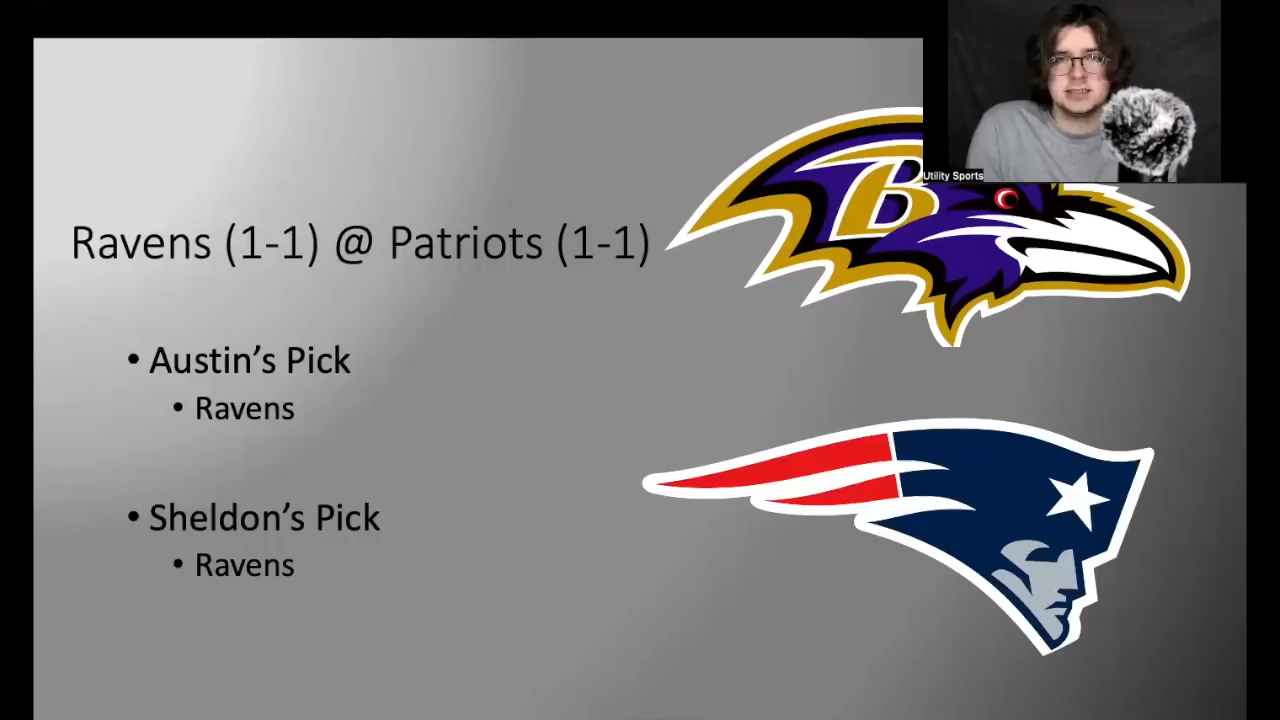 Utility Sports
B
Ravens (1-1) @ Patriots (1-1)
• Austin’s Pick
• Ravens
• Sheldon’s Pick
• Ravens